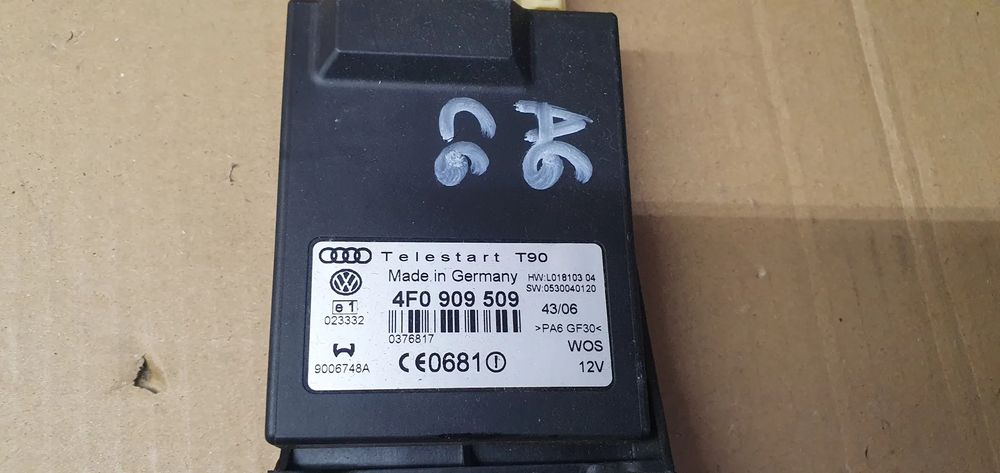 A6
C6
Telestart T90
Made in Germany
HW:L018103 04
SW:0530040120
4F0 909 509
e1
023332
43/06
>PA6 GF30<
0376817
WOS
9006748A
CE0681
12V